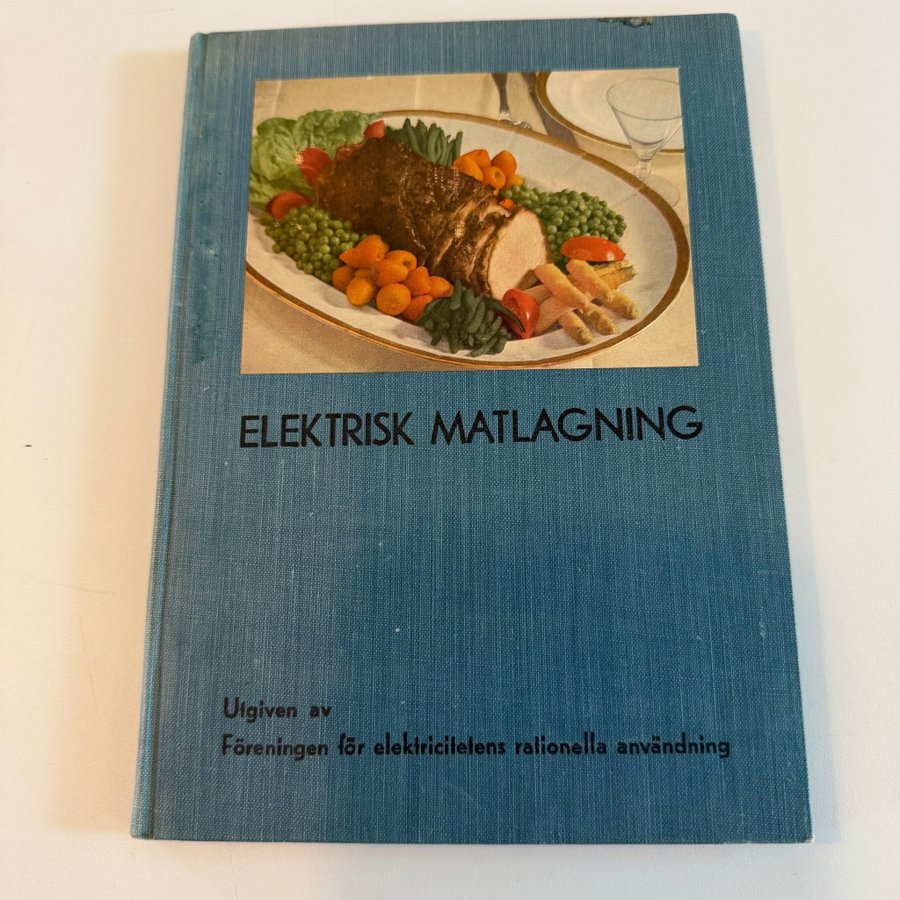 ELEKTRISK MATLAGNING
Utgiven av
Föreningen för elektricitetens rationella användning